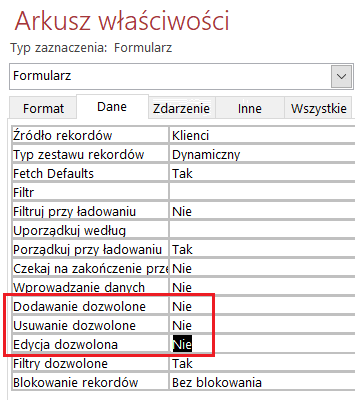 Arkusz właściwości
Typ zaznaczenia: Formularz
Formularz
Format Dane Zdarzenie Inne Wszystkie
Źródło rekordów Klienci
Typ zestawu rekordów Dynamiczny
Fetch Defaults Tak
Filtr
Filtruj przy ładowaniu Nie
Uporządkuj według
Porządkuj przy ładowaniu Tak
Czekaj na zakończenie prze Nie
Wprowadzanie danych Nie
Dodawanie dozwolone Nie
Usuwanie dozwolone Nie
Edycja dozwolona Nie
Filtry dozwolone Tak
Blokowanie rekordów Bez blokowania